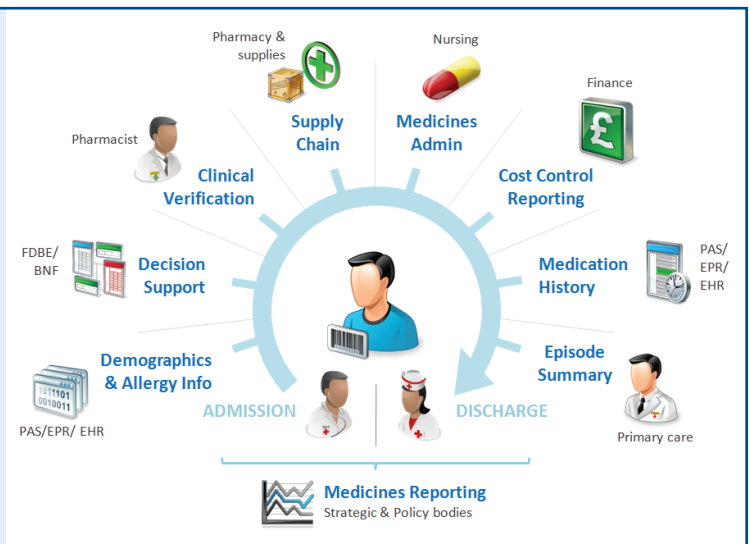 Pharmacy &
supplies
Nursing
Finance
Supply
Chain
Medicines
Admin
Pharmacist
Clinical
Verification
Cost Control
Reporting
FDBE/
BNF
Decision
Support
Medication
History
PAS/
EPR/
EHR
Demographics
& Allergy Info
Episode
Summary
1011101
0010011
PAS/EPR/ EHR
ADMISSION
DISCHARGE
Primary care
£
Medicines Reporting
Strategic & Policy bodies